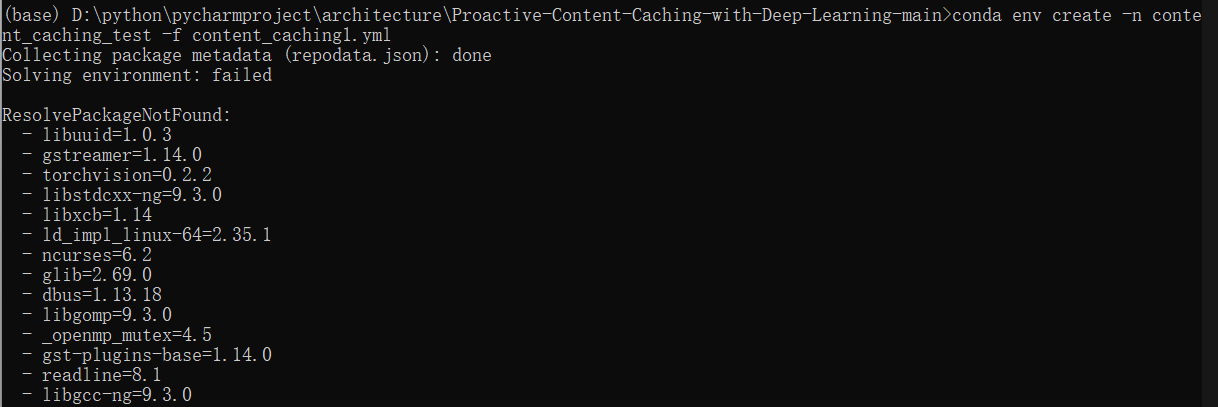 (base) D:\python\pycharmproject\architecture\Proactive-Content-Caching-with-Deep-Learning-main>conda env create -n conte
nt_caching_test -f content_caching1.yml
Collecting package metadata (repodata.json): done
Solving environment: failed
ResolvePackageNotFound:
- libuuid=1.0.3
- gstreamer=1.14.0
- torchvision=0.2.2
- libstdcxx-ng=9.3.0
- libxcb=1.14
- ld_impl_linux-64=2.35.1
- ncurses=6.2
- glib=2.69.0
- dbus=1.13.18
- libgomp=9.3.0
- _openmp_mutex=4.5
- gst-plugins-base=1.14.0
- readline=8.1
- libgcc-ng=9.3.0